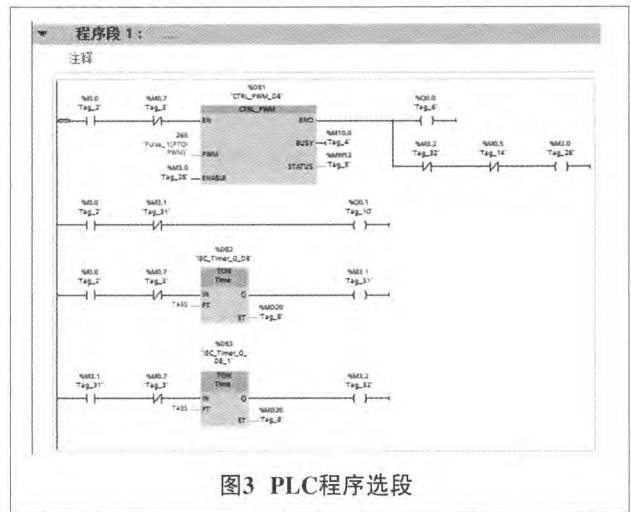 程序段 1：
注释
%DB1
"CTRL_PWM_DB"
%I0.0
"Tag_2"
%M0.7
"Tag_3"
CTRL_PWM
EN
ENO
265
"Pulse_1[PTO/PWM]"
PWM
%M3.0
"Tag_28"
ENABLE
BUSY
%M10.0
"Tag_4"
STATUS
%MW12
"Tag_5"
%Q0.0
"Tag_6"
%M3.2
"Tag_32"
%M0.5
"Tag_14"
%M3.0
"Tag_28"
%I0.0
"Tag_2"
%M3.1
"Tag_31"
%Q0.1
"Tag_10"
%DB2
"IEC_Timer_0_DB"
%I0.0
"Tag_2"
%M0.7
"Tag_3"
TON
Time
IN
Q
PT
ET
%MD20
"Tag_8"
%M3.1
"Tag_31"
%DB3
"IEC_Timer_0_
DB_1"
%M3.1
"Tag_31"
%M0.7
"Tag_3"
TON
Time
IN
Q
PT
ET
%MD20
"Tag_8"
%M3.2
"Tag_32"
图3 PLC程序选段